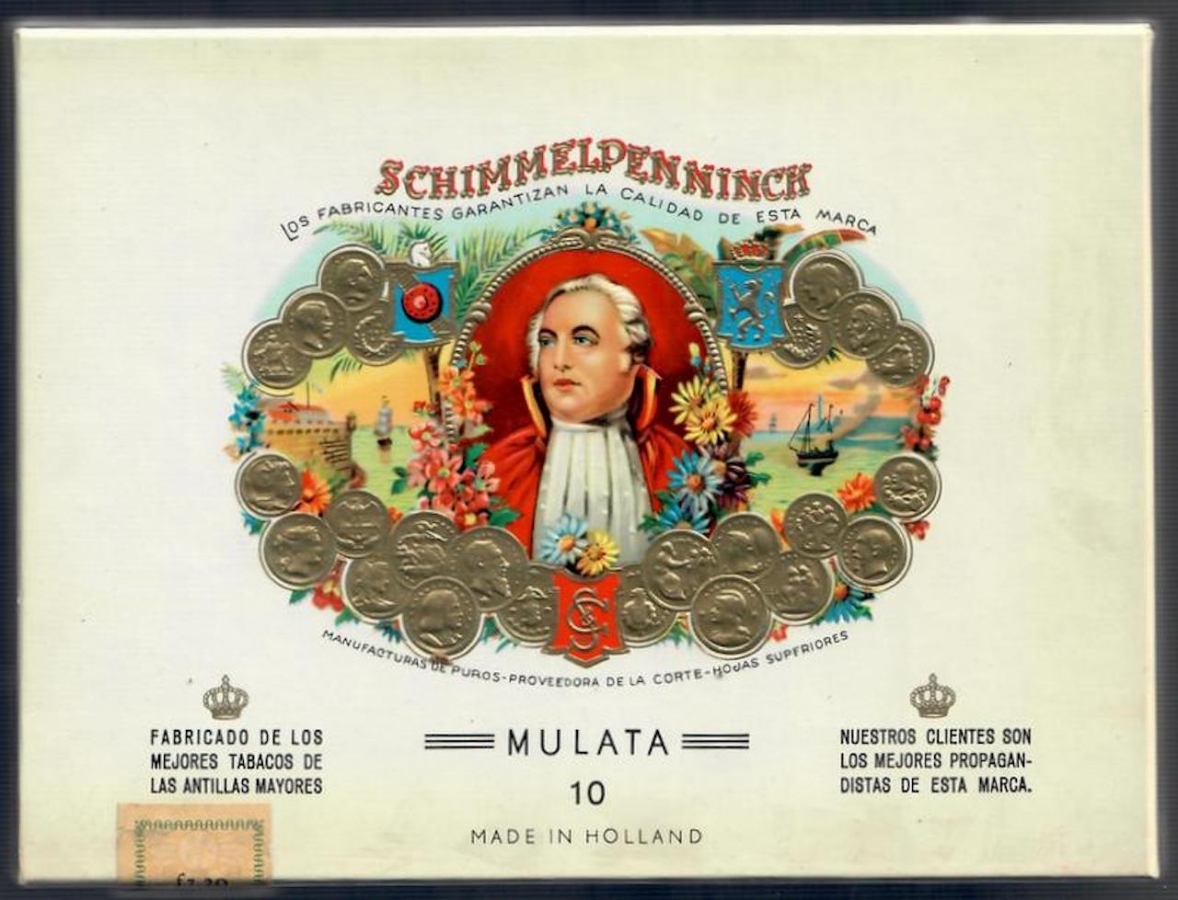 SCHIMMELPENNINCK
LOS FABRICANTES GARANTIZAN LA CALIDAD DE ESTA MARCA
MANUFACTURAS DE PUROS-PROVEEDORA DE LA CORTE-HOJAS SUPERIORES
FABRICADO DE LOS
MEJORES TABACOS DE
LAS ANTILLAS MAYORES
MULATA
10
MADE IN HOLLAND
NUESTROS CLIENTES SON
LOS MEJORES PROPAGAN-
DISTAS DE ESTA MARCA.